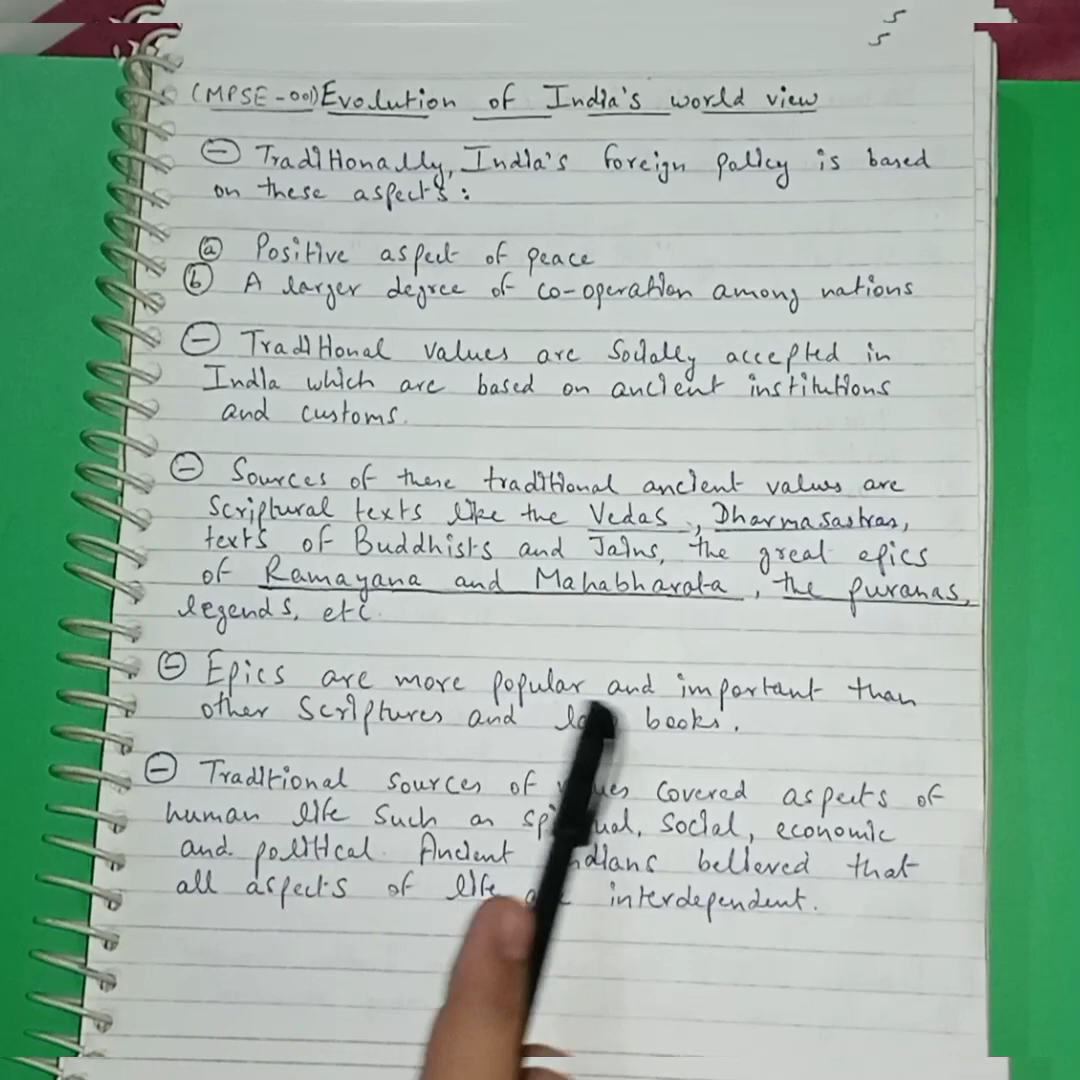 5
5
(MPSE-001) Evolution of India's world view
Traditionally, India's foreign policy is based
on these aspects:
(a) Positive aspect of peace
(b) A larger degree of co-operation among nations
Traditional values are socially accepted in
India which are based on ancient institutions
and customs.
Sources of these traditional ancient values are
scriptural texts like the Vedas, Dharmasastras,
texts of Buddhists and Jains, the great epics
of Ramayana and Mahabharata, the puranas,
legends, etc.
Epics are more popular and important than
other Scriptures and books.
Traditional sources of covered aspects of
human life such as social, economic
and political. Ancient believed that
all aspects of life interdependent.